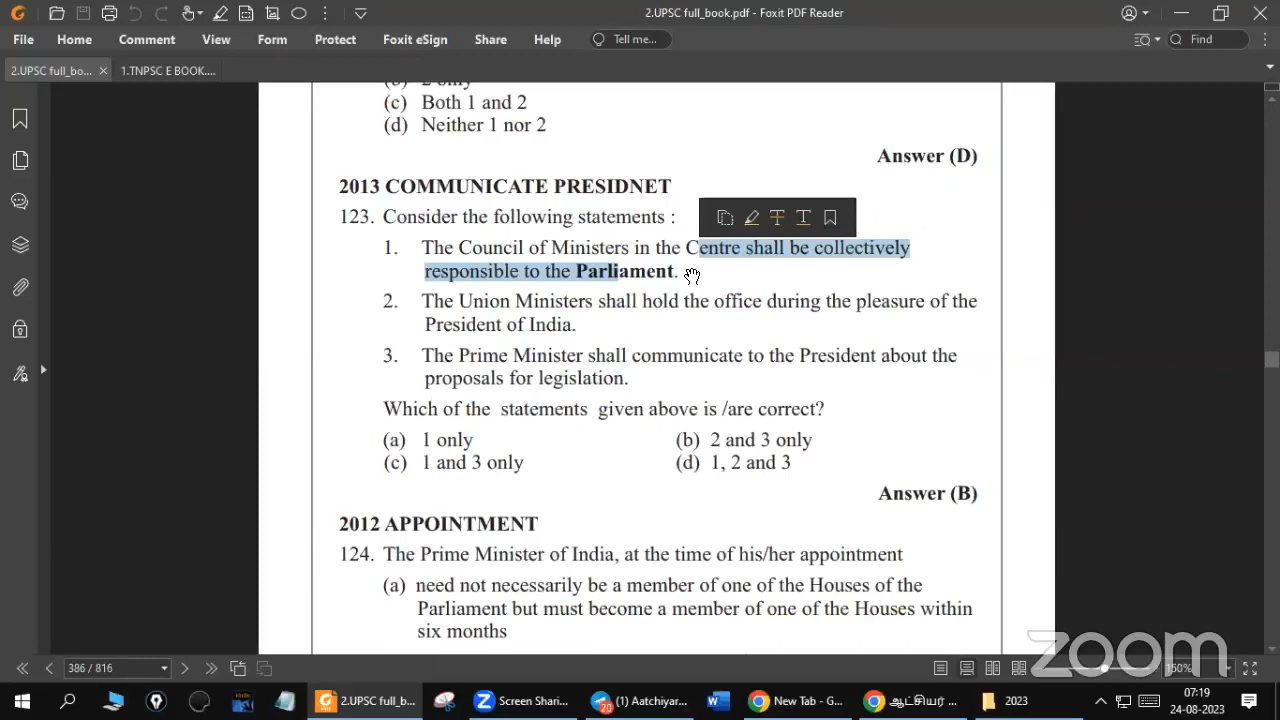 2.UPSC full_book.pdf - Foxit PDF Reader
File Home Comment View Form Protect Foxit eSign Share Help Tell me... Find
2.UPSC full_bo... 1.TNPSC E BOOK....
(c) Both 1 and 2
(d) Neither 1 nor 2
Answer (D)
2013 COMMUNICATE PRESIDNET
123. Consider the following statements :
1. The Council of Ministers in the Centre shall be collectively
responsible to the Parliament.
2. The Union Ministers shall hold the office during the pleasure of the
President of India.
3. The Prime Minister shall communicate to the President about the
proposals for legislation.
Which of the statements given above is /are correct?
(a) 1 only (b) 2 and 3 only
(c) 1 and 3 only (d) 1, 2 and 3
Answer (B)
2012 APPOINTMENT
124. The Prime Minister of India, at the time of his/her appointment
(a) need not necessarily be a member of one of the Houses of the
Parliament but must become a member of one of the Houses within
six months
zoom
386 / 816 150%
2.UPSC full_b... Screen Shari... (1) Aatchiyar... New Tab - G... ஆட்சியர் ... 2023
07:19
24-08-2023